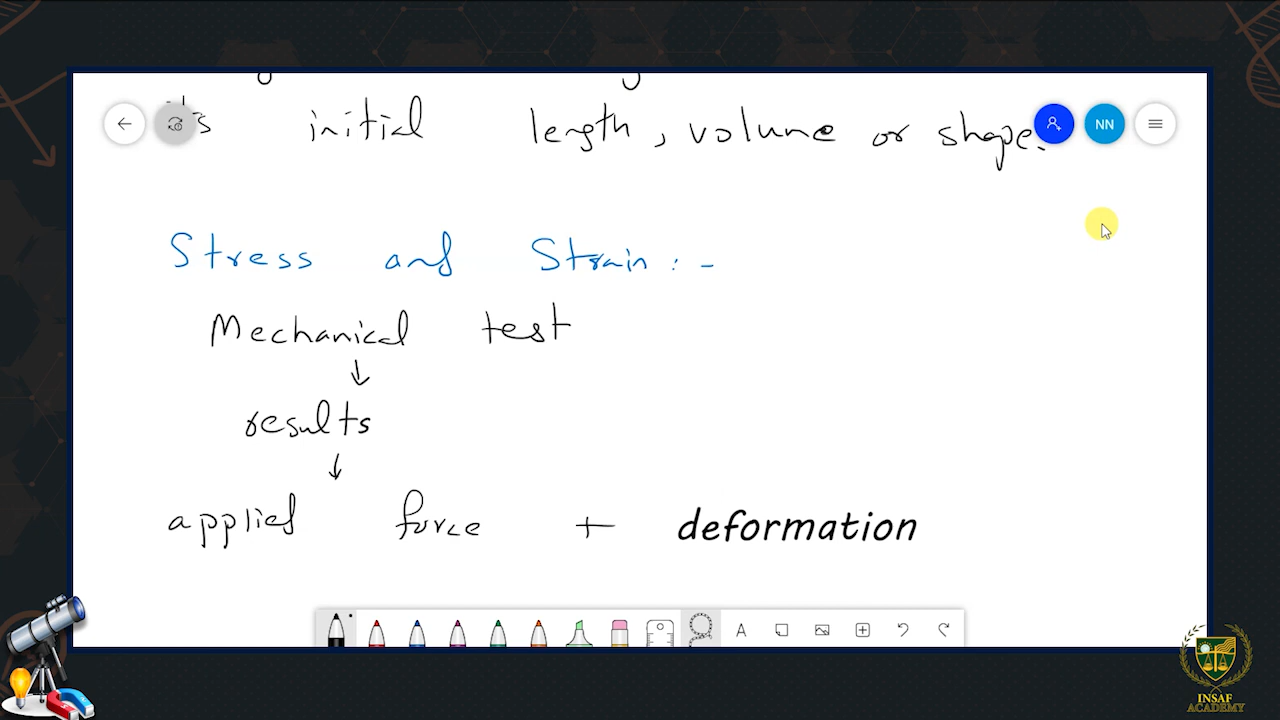 initial length, volume or shape.
NN
Stress and Strain : -
Mechanical test
↓
results
↓
applied force + deformation
A
INSAF
ACADEMY